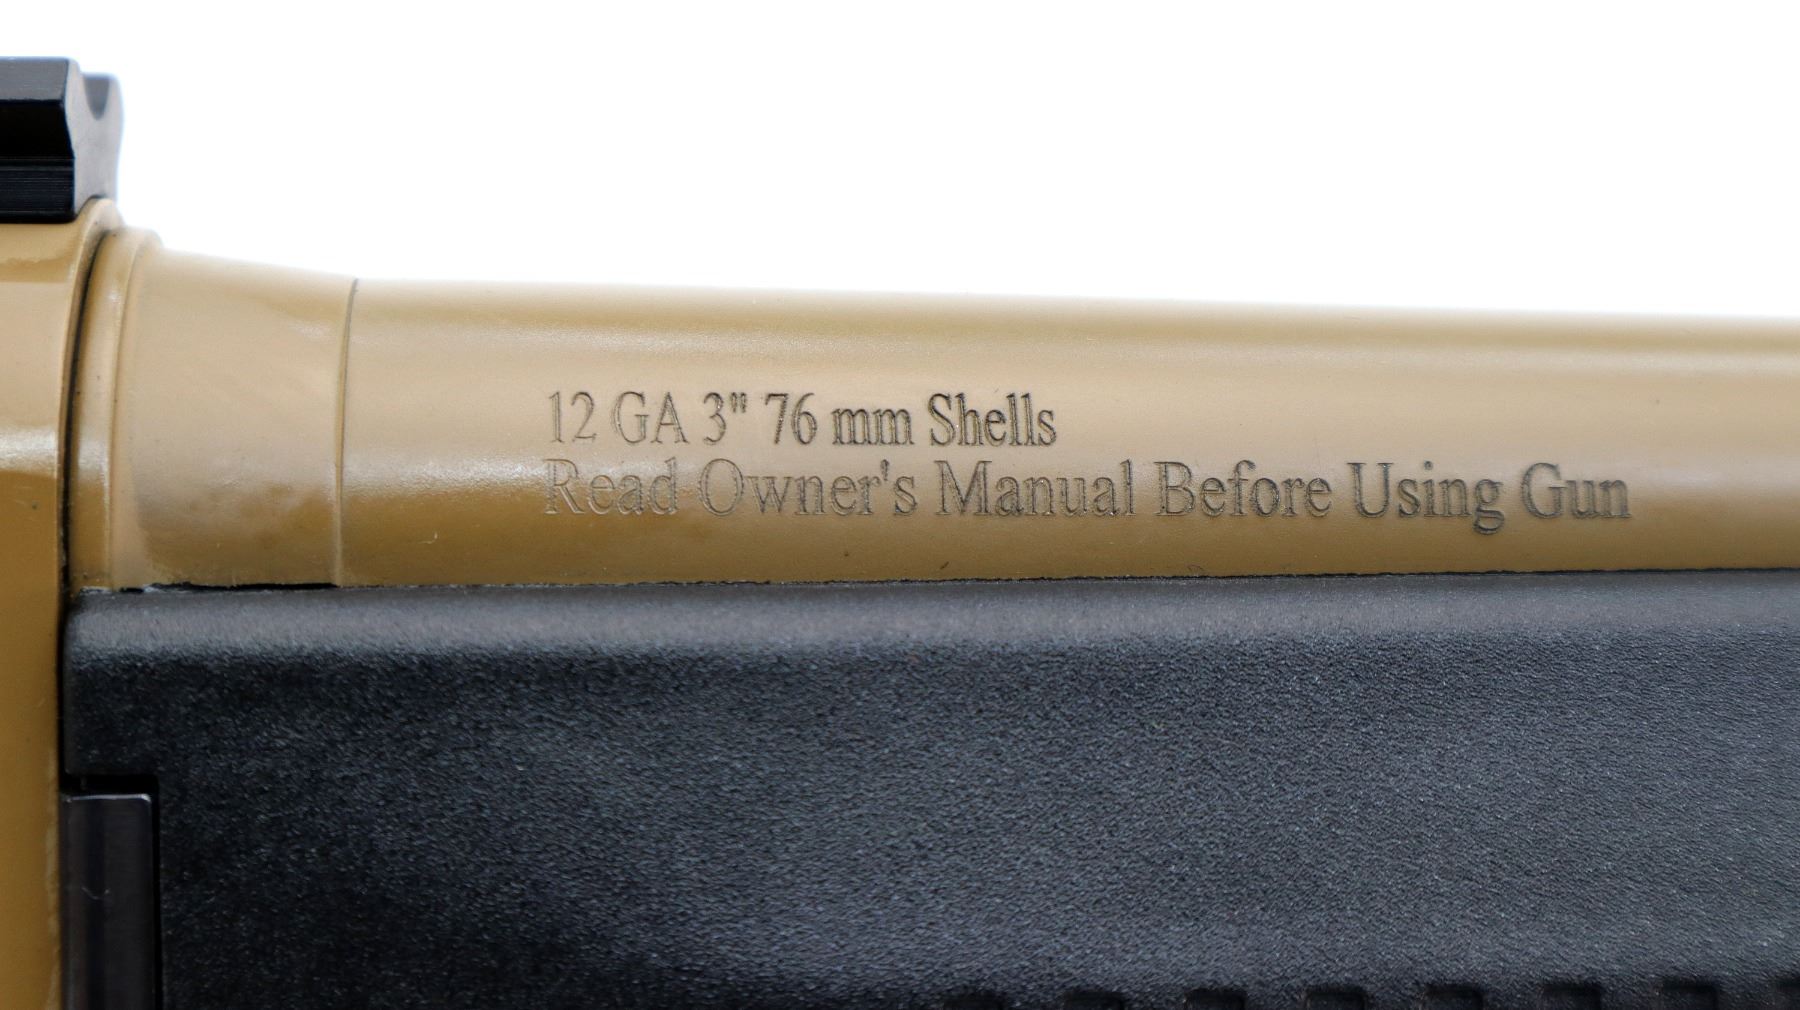 12 GA 3" 76 mm Shells
Read Owner's Manual Before Using Gun